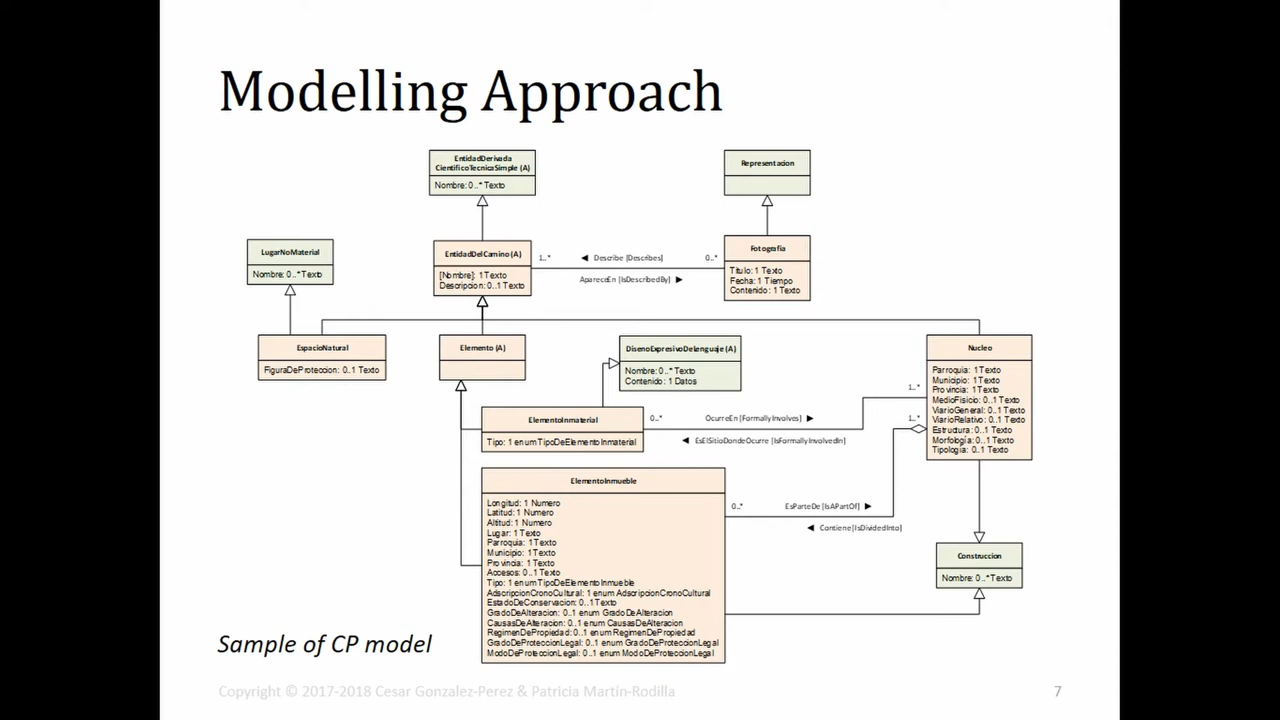 Modelling Approach
EntidadDerivada
CientificoTecnicaSimple (A)
Nombre: 0..* Texto
Representacion
LugarNoMaterial
Nombre: 0..* Texto
EntidadDelCamino (A)
[Nombre]: 1 Texto
Descripcion: 0..1 Texto
1..*
◀ Describe [Describes]
0..*
ApareceEn [IsDescribedBy] ▶
Fotografia
Titulo: 1 Texto
Fecha: 1 Tiempo
Contenido: 1 Texto
EspacioNatural
FiguraDeProteccion: 0..1 Texto
Elemento (A)
DisenoExpresivoDeLenguaje (A)
Nombre: 0..* Texto
Contenido: 1 Datos
Nucleo
Parroquia: 1 Texto
Municipio: 1 Texto
Provincia: 1 Texto
MedioFisico: 0..1 Texto
ViarioGeneral: 0..1 Texto
ViarioRelativo: 0..1 Texto
Estructura: 0..1 Texto
Morfología: 0..1 Texto
Tipología: 0..1 Texto
1..*
1..*
ElementoInmaterial
Tipo: 1 enum TipoDeElementoInmaterial
0..*
OcurreEn [FormallyInvolves] ▶
◀ EsElSitioDondeOcurre [IsFormallyInvolvedIn]
ElementoInmueble
Longitud: 1 Numero
Latitud: 1 Numero
Altitud: 1 Numero
Lugar: 1 Texto
Parroquia: 1 Texto
Municipio: 1 Texto
Provincia: 1 Texto
Accesos: 0..1 Texto
Tipo: 1 enum TipoDeElementoInmueble
AdscripcionCronoCultural: 1 enum AdscripcionCronoCultural
EstadoDeConservacion: 0..1 Texto
GradoDeAlteracion: 0..1 enum GradoDeAlteracion
CausasDeAlteracion: 0..1 enum CausasDeAlteracion
RegimenDePropiedad: 0..1 enum RegimenDePropiedad
GradoDeProteccionLegal: 0..1 enum GradoDeProteccionLegal
ModoDeProteccionLegal: 0..1 enum ModoDeProteccionLegal
0..*
EsParteDe [IsAPartOf] ▶
◀ Contiene [IsDividedInto]
Construccion
Nombre: 0..* Texto
Sample of CP model
Copyright © 2017-2018 Cesar Gonzalez-Perez & Patricia Martín-Rodilla
7